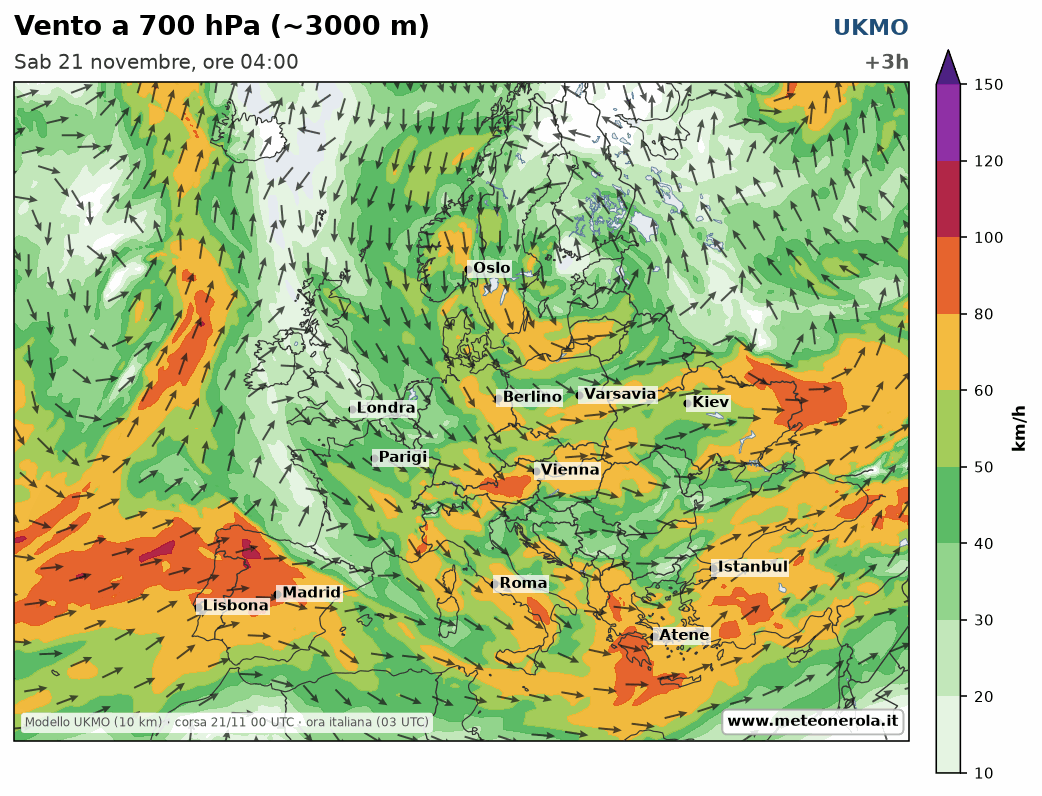 Vento a 700 hPa (~3000 m)
UKMO
Sab 21 novembre, ore 04:00
+3h
150
120
100
80
60
50
40
30
20
10
km/h
Oslo
Berlino
Varsavia
Kiev
Londra
Parigi
Vienna
Istanbul
Roma
Madrid
Lisbona
Atene
Modello UKMO (10 km) · corsa 21/11 00 UTC · ora italiana (03 UTC)
www.meteonerola.it